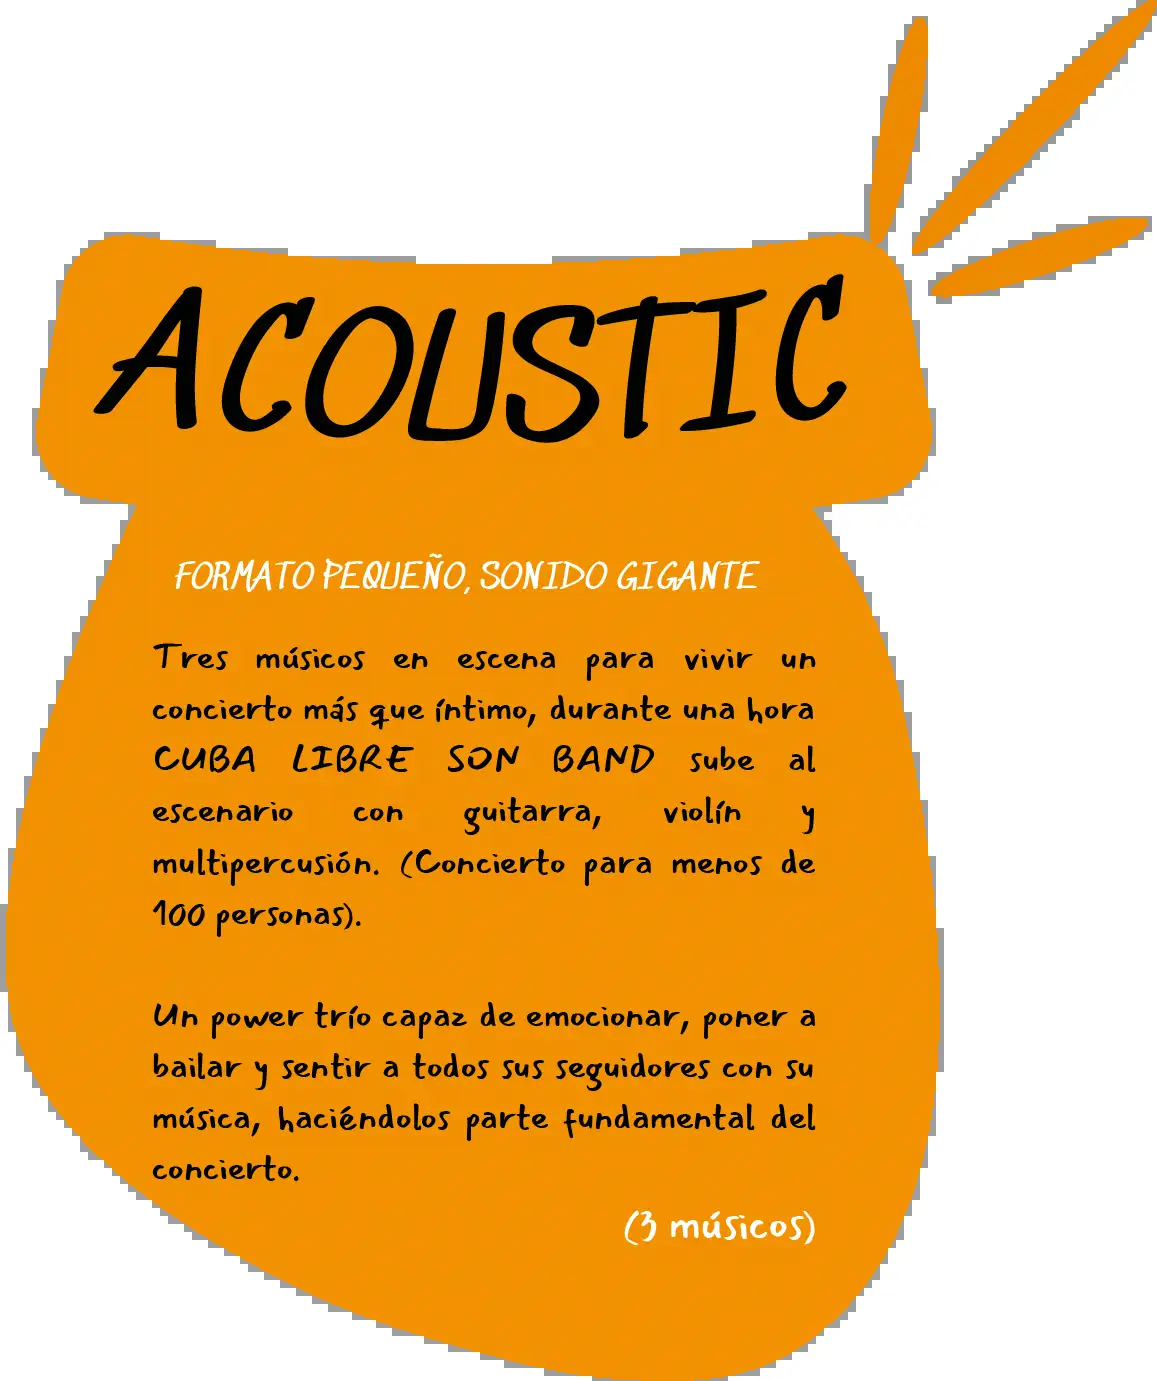 ACOUSTIC
FORMATO PEQUEÑO, SONIDO GIGANTE
Tres músicos en escena para vivir un
concierto más que íntimo, durante una hora
CUBA LIBRE SON BAND sube al
escenario con guitarra, violín y
multipercusión. (Concierto para menos de
100 personas).
Un power trío capaz de emocionar, poner a
bailar y sentir a todos sus seguidores con su
música, haciéndolos parte fundamental del
concierto.
(3 músicos)